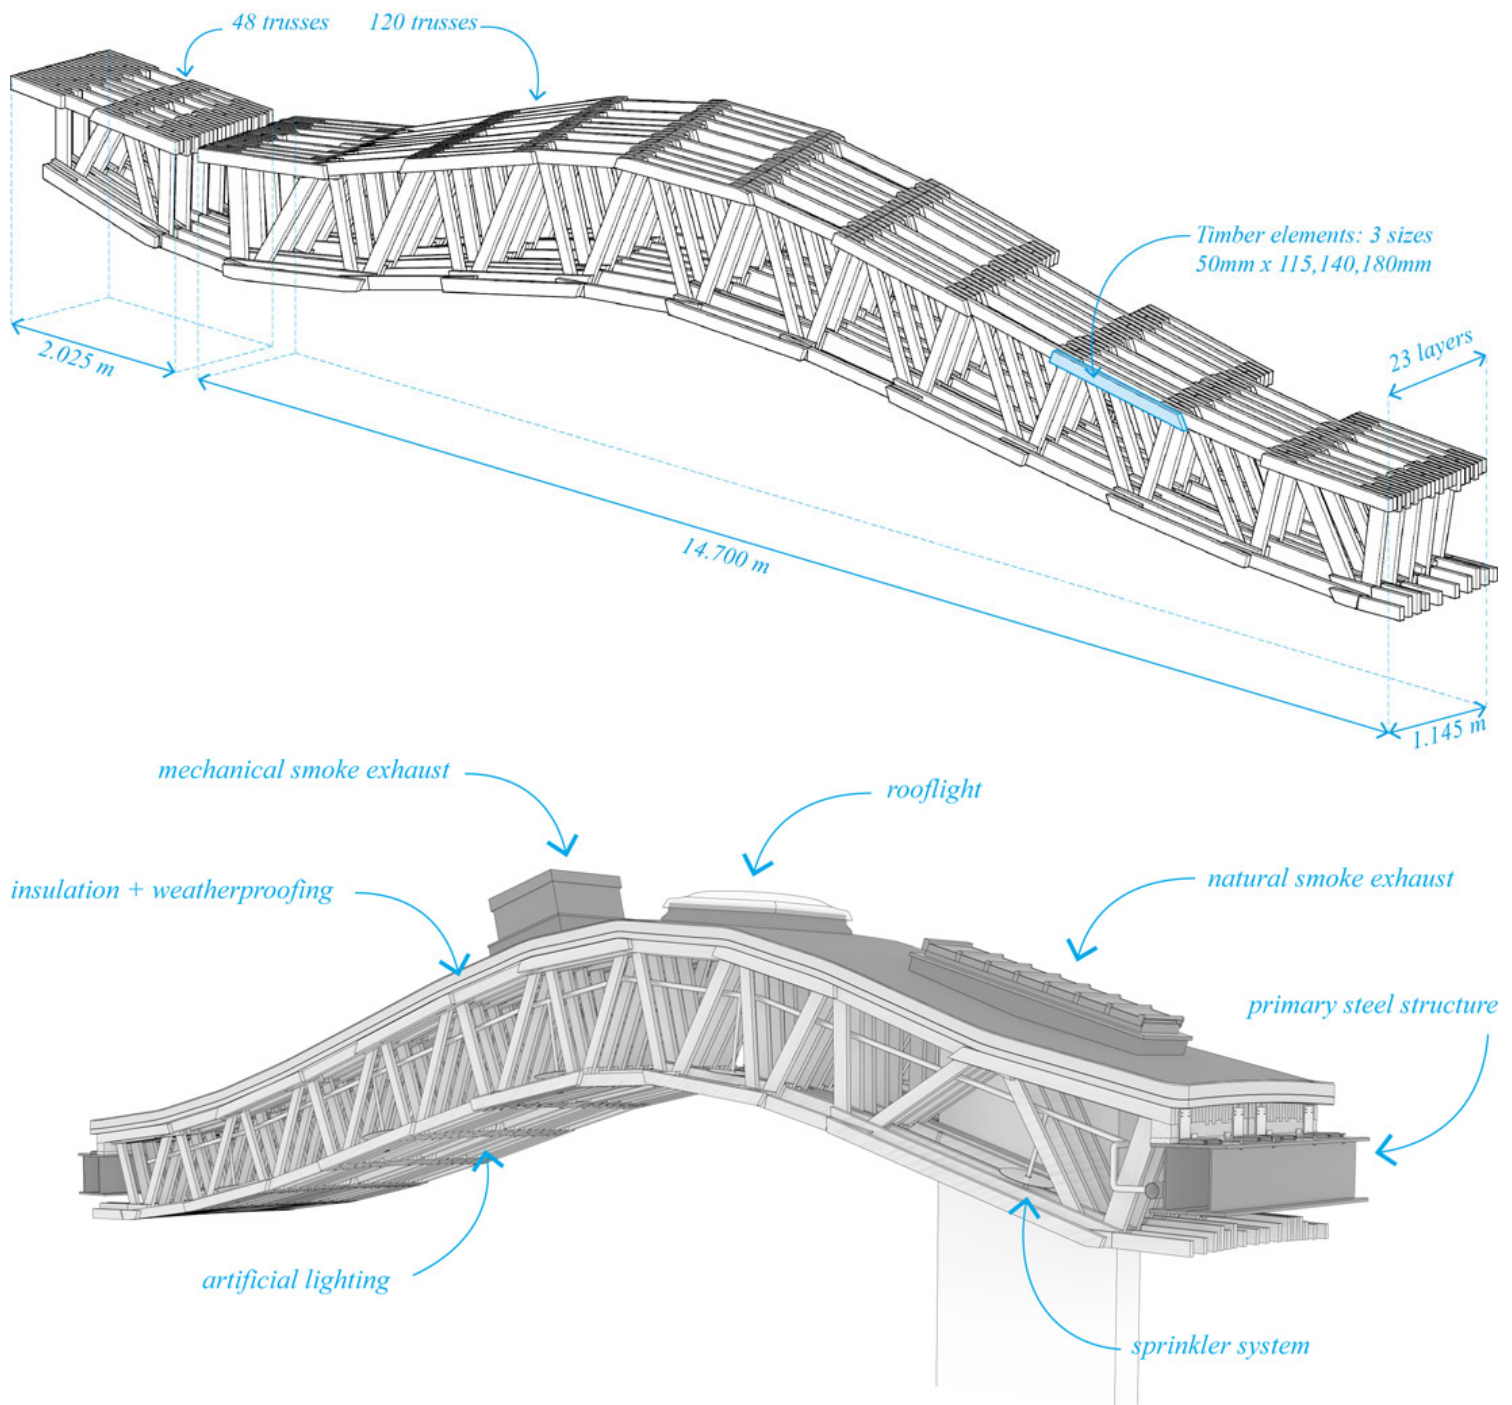 48 trusses
120 trusses
Timber elements: 3 sizes
50mm x 115,140,180mm
23 layers
2.025 m
14.700 m
1.145 m
mechanical smoke exhaust
rooflight
insulation + weatherproofing
natural smoke exhaust
primary steel structure
artificial lighting
sprinkler system